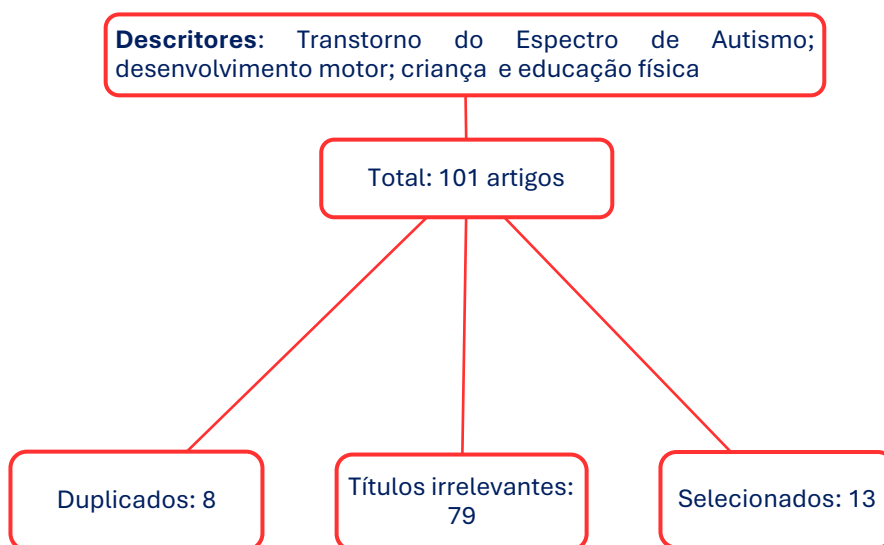 Descritores: Transtorno do Espectro de Autismo;
desenvolvimento motor; criança e educação física
Total: 101 artigos
Duplicados: 8
Títulos irrelevantes:
79
Selecionados: 13